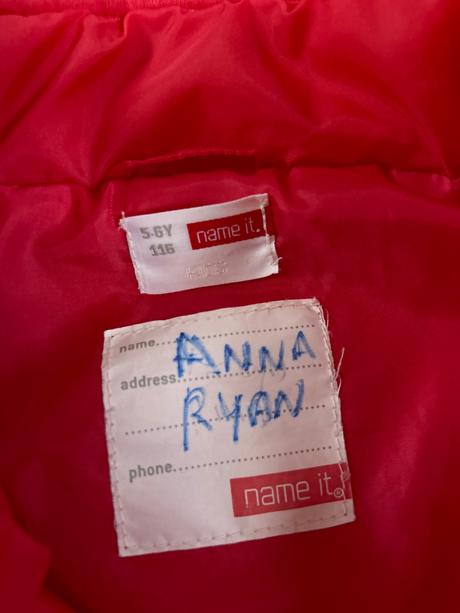 5-6Y name it.
116
name.......... ANNA
address..........
RYAN
phone..........
name it.®